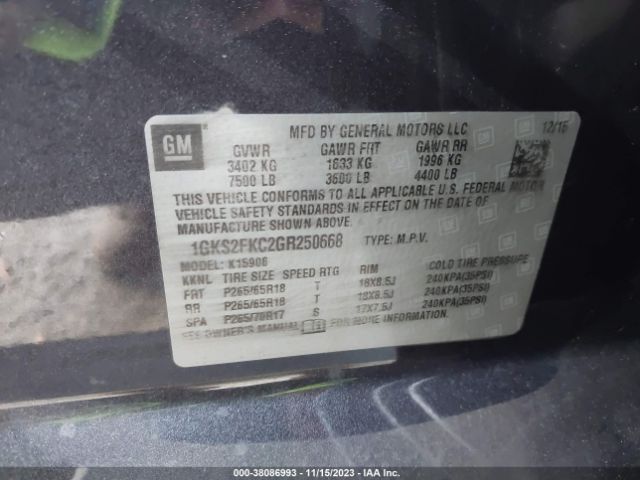 GM
MFD BY GENERAL MOTORS LLC 12/15
GVWR GAWR FRT GAWR RR
3402 KG 1633 KG 1996 KG
7500 LB 3600 LB 4400 LB
THIS VEHICLE CONFORMS TO ALL APPLICABLE U.S. FEDERAL MOTOR
VEHICLE SAFETY STANDARDS IN EFFECT ON THE DATE OF
MANUFACTURE SHOWN ABOVE.
1GKS2FKC2GR250668 TYPE: M.P.V.
MODEL: K15906
KKNL TIRE SIZE SPEED RTG RIM COLD TIRE PRESSURE
FRT P265/65R18 T 18X8.5J 240KPA(35PSI)
RR P265/65R18 T 18X8.5J 240KPA(35PSI)
SPA P265/70R17 S 17X7.5J 240KPA(35PSI)
SEE OWNER'S MANUAL FOR MORE INFORMATION.
000-38086993 - 11/15/2023 - IAA Inc.